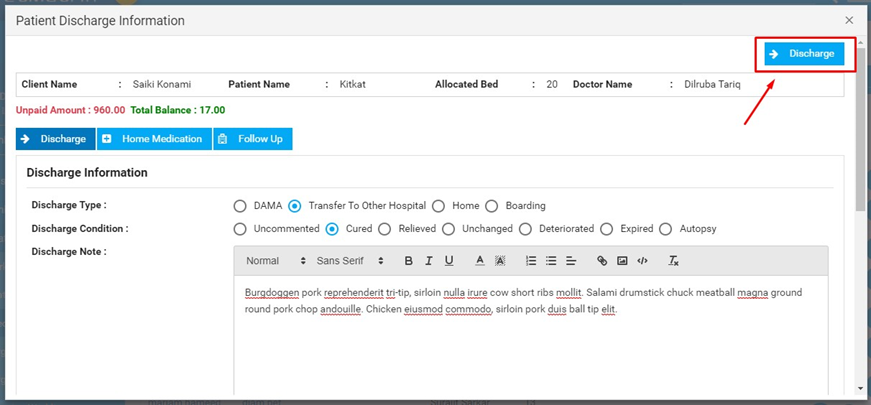 Patient Discharge Information
Discharge
Client Name : Saiki Konami Patient Name : Kitkat Allocated Bed : 20 Doctor Name : Dilruba Tariq
Unpaid Amount : 960.00 Total Balance : 17.00
Discharge Home Medication Follow Up
Discharge Information
Discharge Type : DAMA Transfer To Other Hospital Home Boarding
Discharge Condition : Uncommented Cured Relieved Unchanged Deteriorated Expired Autopsy
Discharge Note :
Normal Sans Serif B I U A A
Burgdoggen pork reprehenderit tri-tip, sirloin nulla irure cow short ribs mollit. Salami drumstick chuck meatball magna ground
round pork chop andouille. Chicken eiusmod commodo, sirloin pork duis ball tip elit.